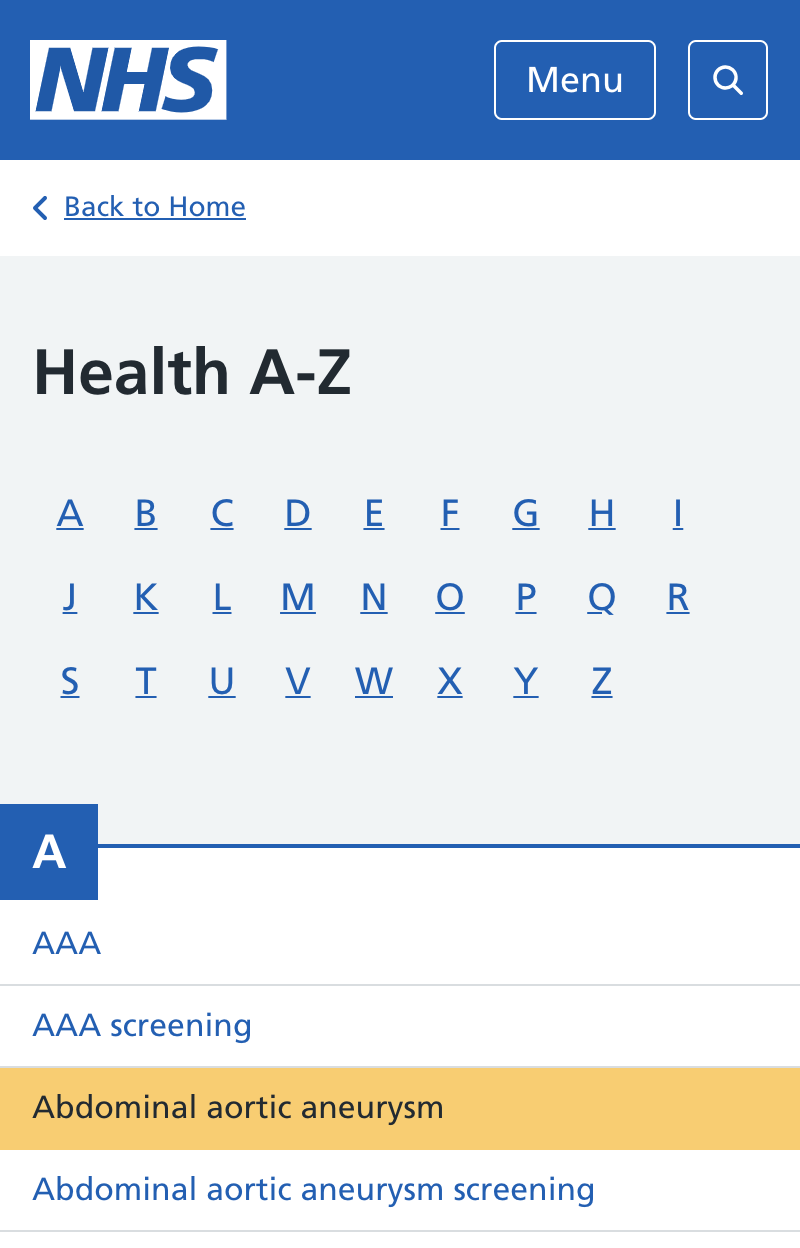 NHS
Menu
Back to Home
Health A-Z
A B C D E F G H I
J K L M N O P Q R
S T U V W X Y Z
A
AAA
AAA screening
Abdominal aortic aneurysm
Abdominal aortic aneurysm screening